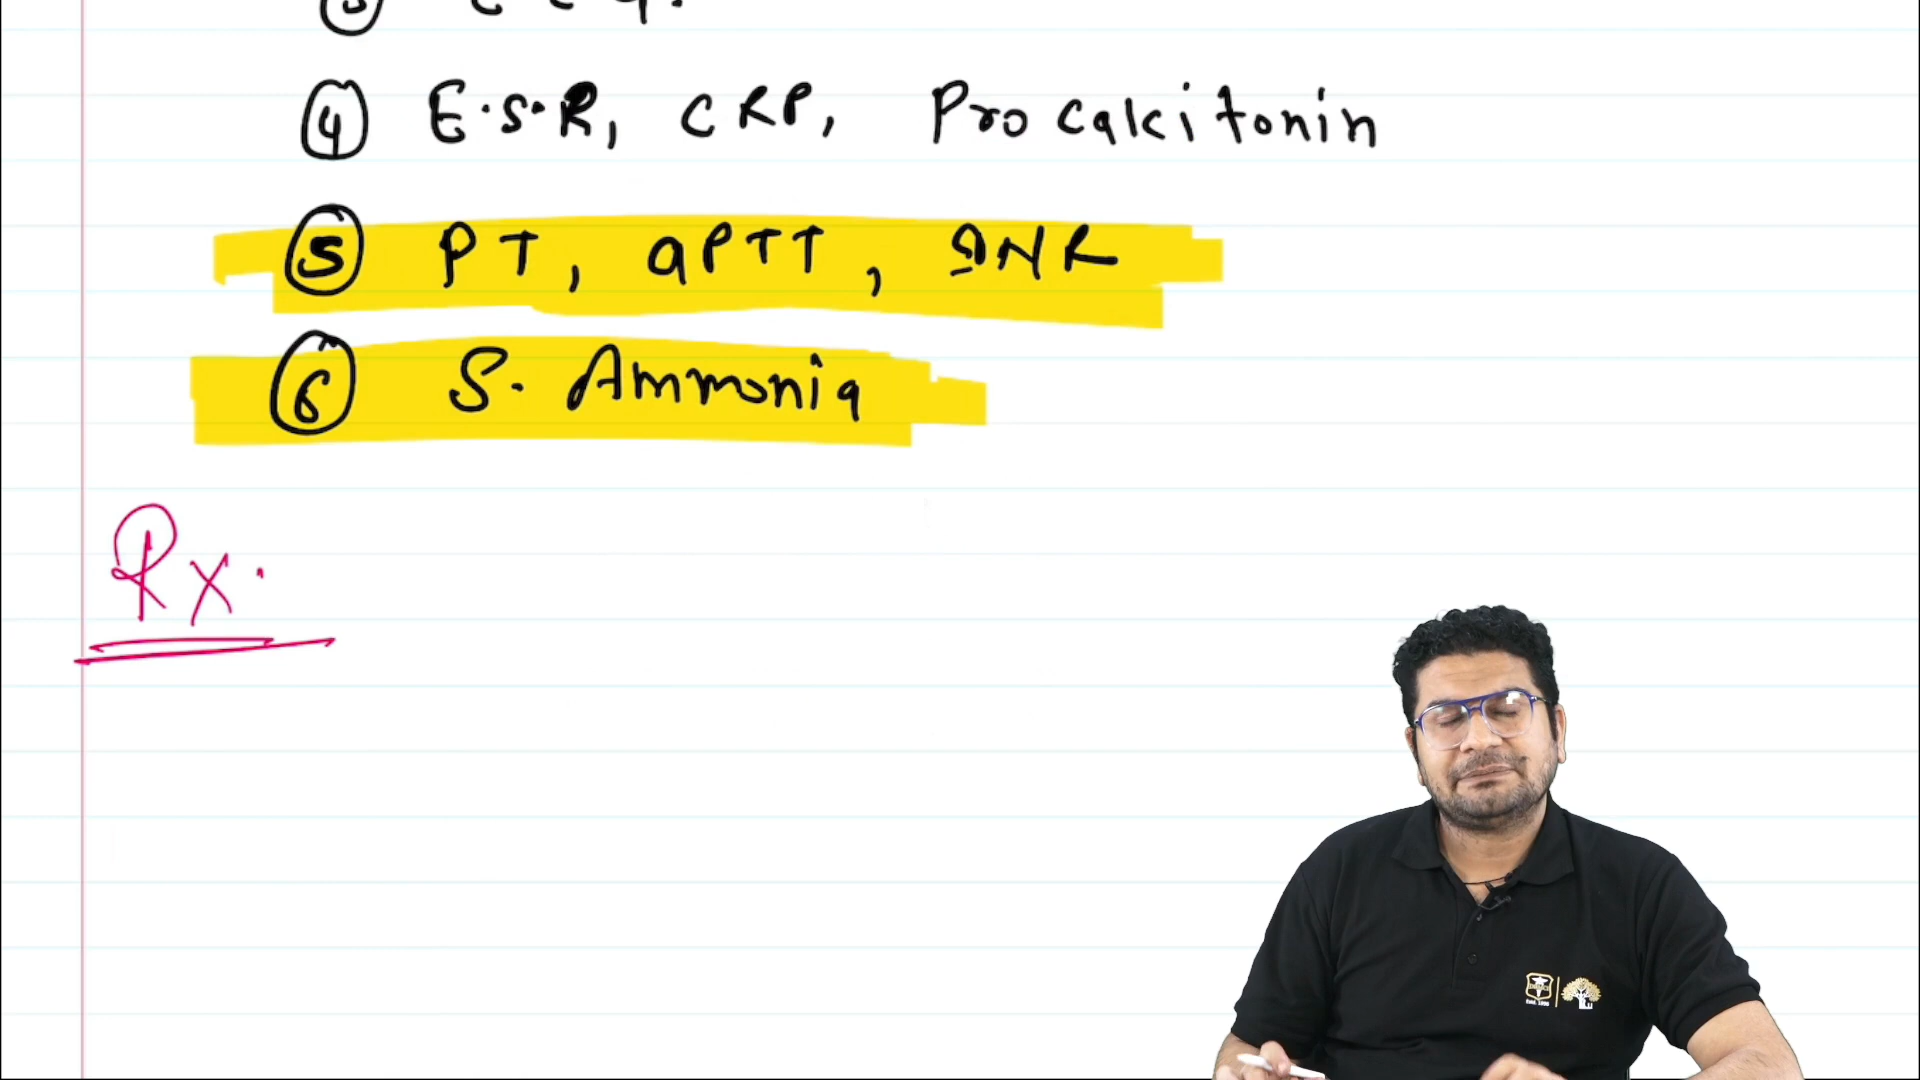 ④ E.S.R, CRP, Procalcitonin
⑤ PT, aPTT, INR
⑥ S. Ammonia
Rx.